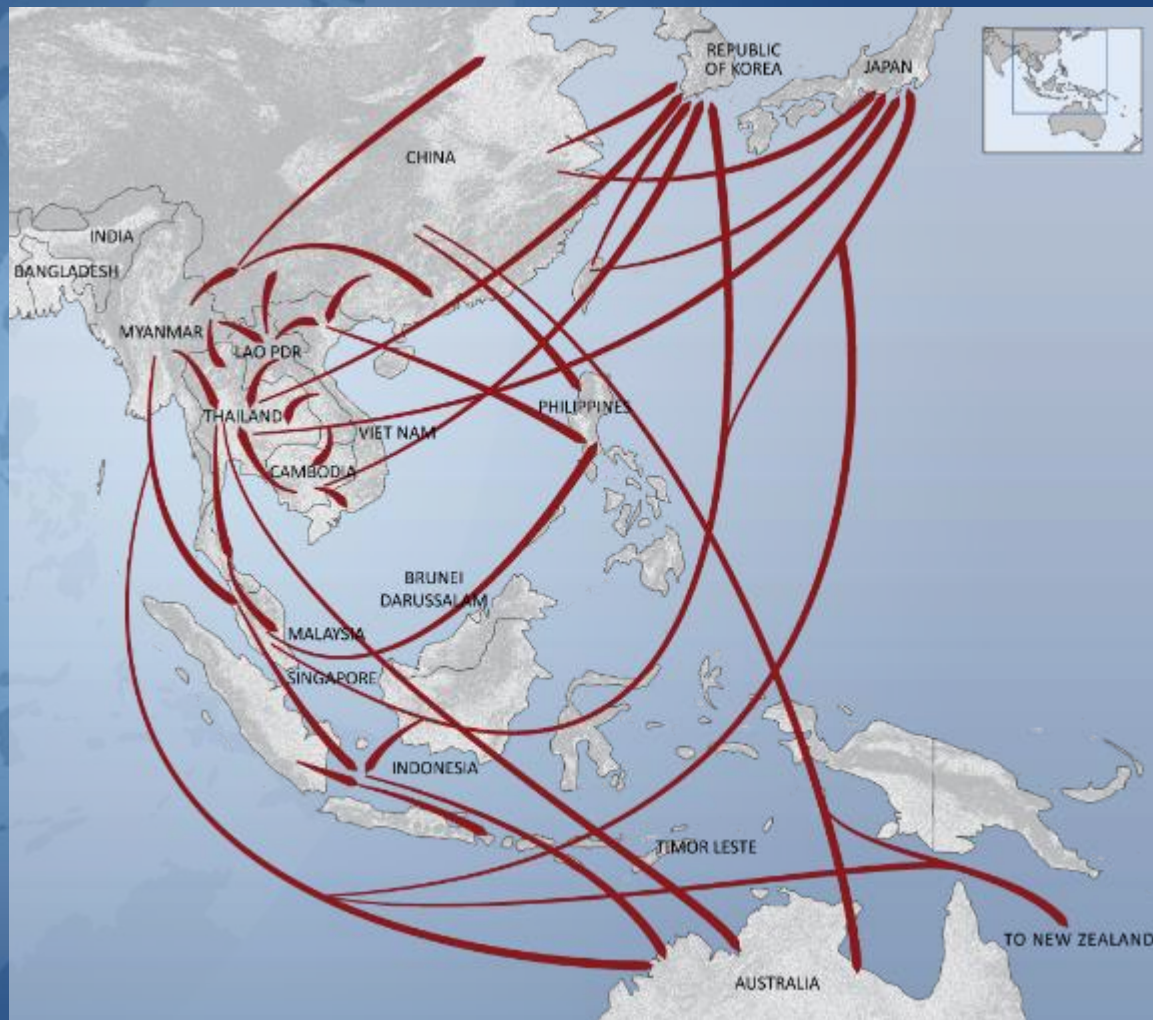 REPUBLIC
OF KOREA
JAPAN
CHINA
INDIA
BANGLADESH
MYANMAR
LAO PDR
THAILAND
VIET NAM
CAMBODIA
PHILIPPINES
BRUNEI
DARUSSALAM
MALAYSIA
SINGAPORE
INDONESIA
TIMOR LESTE
TO NEW ZEALAND
AUSTRALIA